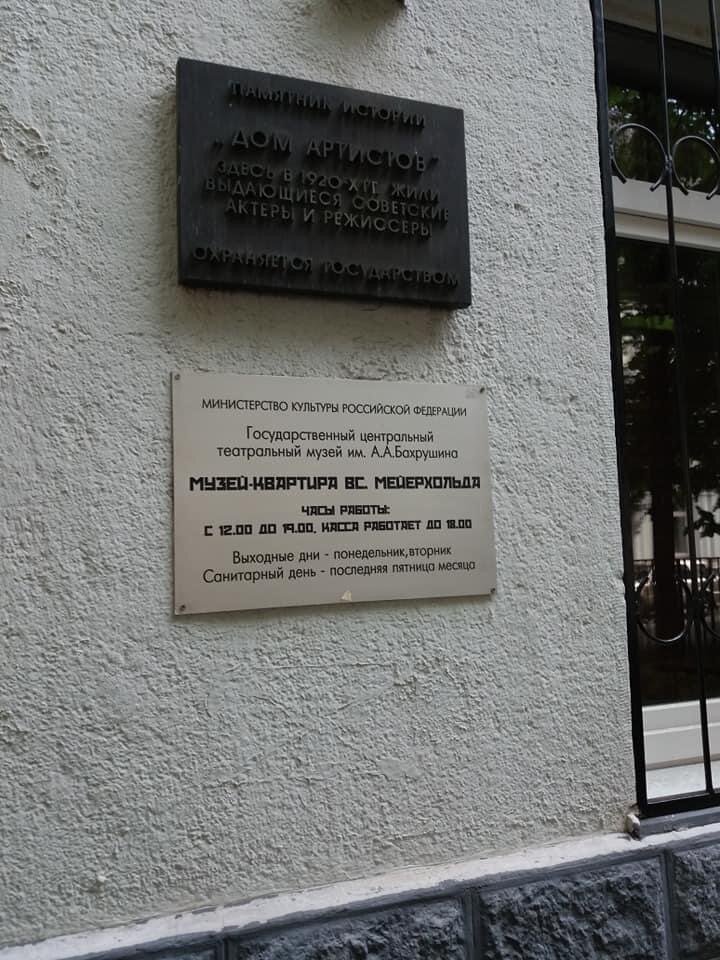 ПАМЯТНИК ИСТОРИИ
„ДОМ АРТИСТОВ"
ЗДЕСЬ В 1920-Х ГГ. ЖИЛИ
ВЫДАЮЩИЕСЯ СОВЕТСКИЕ
АКТЕРЫ И РЕЖИССЕРЫ
ОХРАНЯЕТСЯ ГОСУДАРСТВОМ
МИНИСТЕРСТВО КУЛЬТУРЫ РОССИЙСКОЙ ФЕДЕРАЦИИ
Государственный центральный
театральный музей им. А.А.Бахрушина
МУЗЕЙ-КВАРТИРА ВС. МЕЙЕРХОЛЬДА
ЧАСЫ РАБОТЫ:
С 12.00 ДО 19.00, КАССА РАБОТАЕТ ДО 18.00
Выходные дни - понедельник,вторник
Санитарный день - последняя пятница месяца